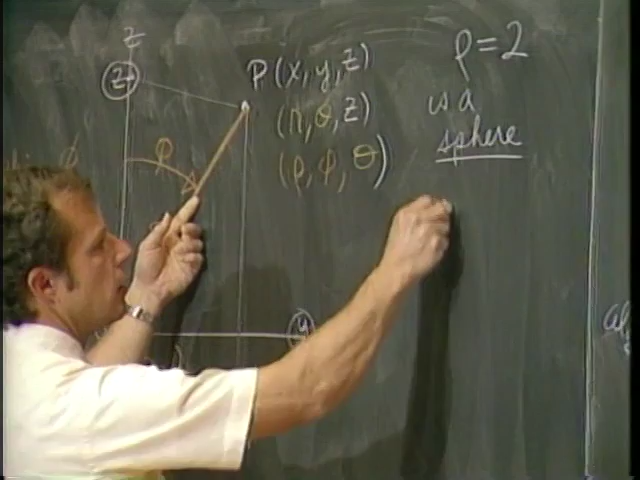 z
z
φ
P(x, y, z)
(r, θ, z)
(ρ, φ, θ)
y
ρ = 2
is a
sphere